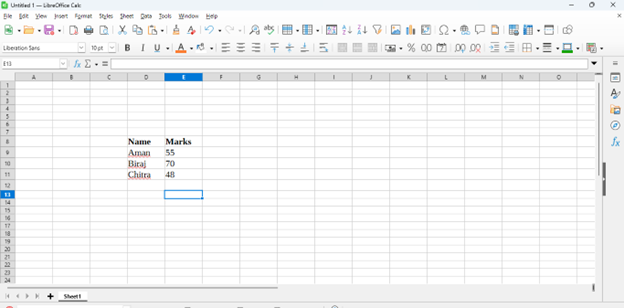 Untitled 1 — LibreOffice Calc
File Edit View Insert Format Styles Sheet Data Tools Window Help
Liberation Sans 10 pt
E13
A B C D E F G H I J K L M N O
1
2
3
4
5
6
7
8 Name Marks
9 Aman 55
10 Biraj 70
11 Chitra 48
12
13
14
15
16
17
18
19
20
21
22
23
24
Sheet1